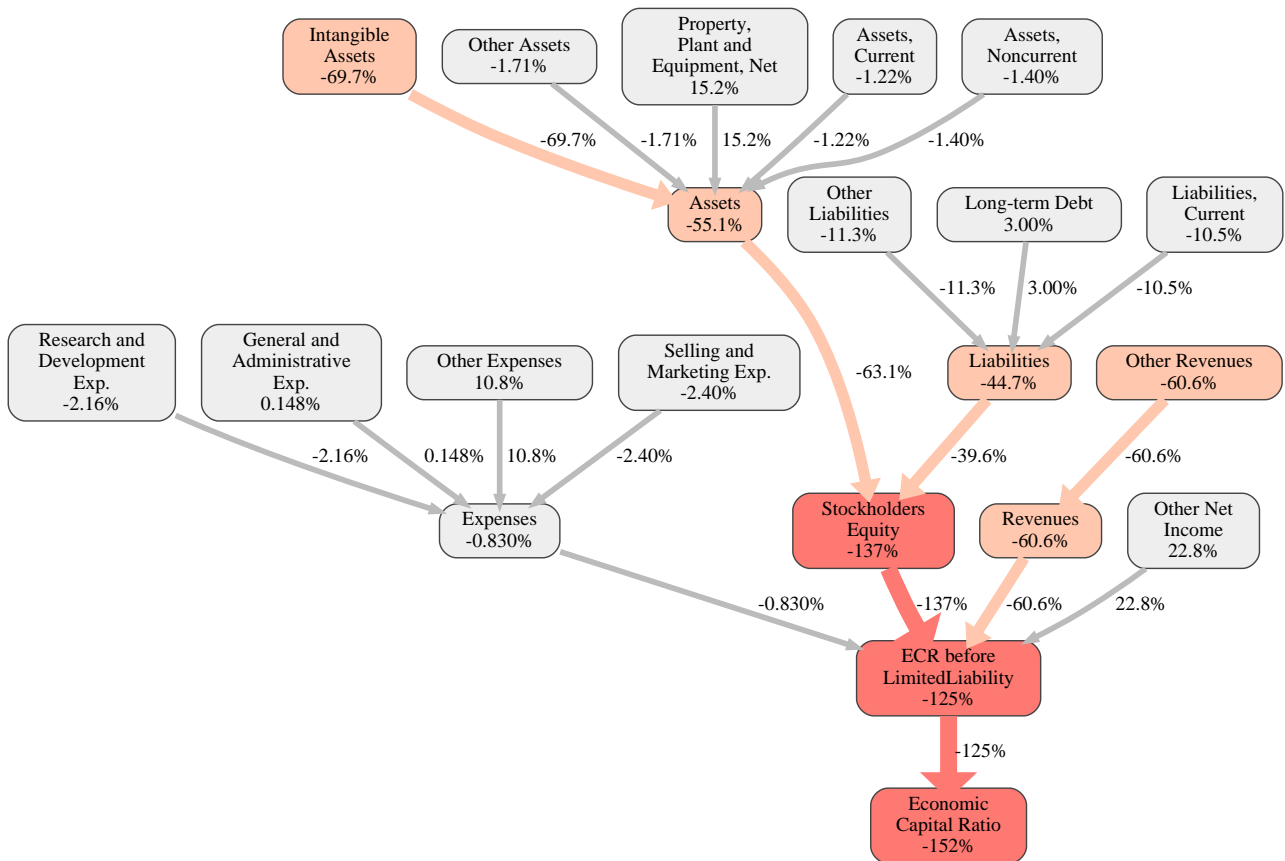 Intangible
Assets
-69.7%
Other Assets
-1.71%
Property,
Plant and
Equipment, Net
15.2%
Assets,
Current
-1.22%
Assets,
Noncurrent
-1.40%
-69.7%
-1.71%
15.2%
-1.22%
-1.40%
Assets
-55.1%
Other
Liabilities
-11.3%
Long-term Debt
3.00%
Liabilities,
Current
-10.5%
-11.3%
3.00%
-10.5%
Research and
Development
Exp.
-2.16%
General and
Administrative
Exp.
0.148%
Other Expenses
10.8%
Selling and
Marketing Exp.
-2.40%
-63.1%
Liabilities
-44.7%
Other Revenues
-60.6%
-2.16%
0.148%
10.8%
-2.40%
-39.6%
-60.6%
Expenses
-0.830%
Stockholders
Equity
-137%
Revenues
-60.6%
Other Net
Income
22.8%
-0.830%
-137%
-60.6%
22.8%
ECR before
LimitedLiability
-125%
-125%
Economic
Capital Ratio
-152%